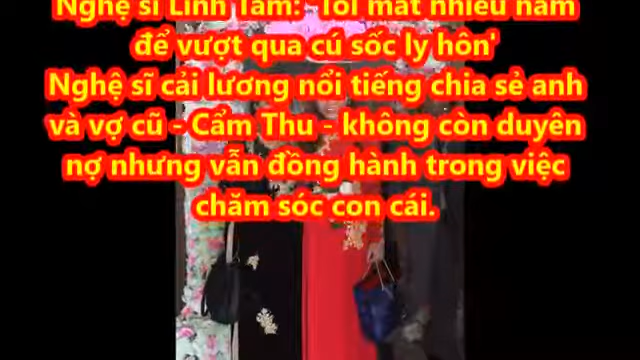 Nghệ sĩ Linh Tâm: 'Tôi mất nhiều năm
để vượt qua cú sốc ly hôn'
Nghệ sĩ cải lương nổi tiếng chia sẻ anh
và vợ cũ - Cẩm Thu - không còn duyên
nợ nhưng vẫn đồng hành trong việc
chăm sóc con cái.